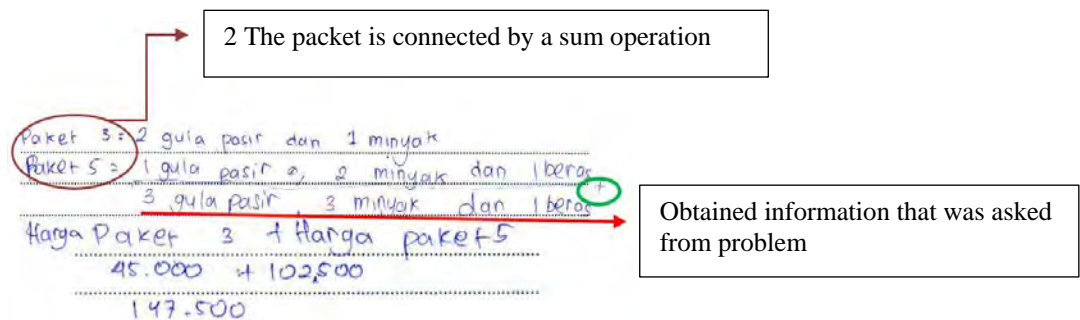 2 The packet is connected by a sum operation
Paket 3 = 2 gula pasir dan 1 minyak
Paket 5 = 1 gula pasir , 2 minyak dan 1 beras
+
3 gula pasir , 3 minyak dan 1 beras
Obtained information that was asked
from problem
Harga Paket 3 + Harga paket 5
45.000 + 102,500
147.500